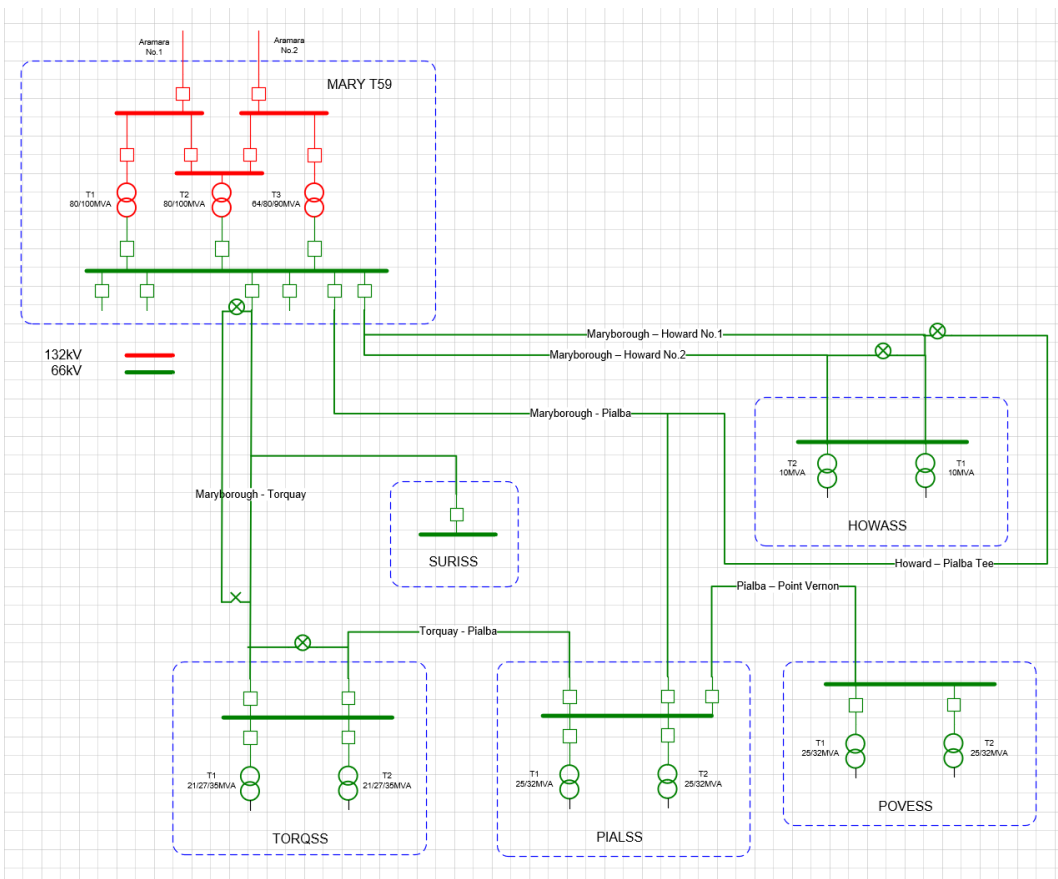 Aramara
No.1
Aramara
No.2
MARY T59
T1
80/100MVA
T2
80/100MVA
T3
64/80/90MVA
132kV
66kV
Maryborough – Howard No.1
Maryborough – Howard No.2
Maryborough - Pialba
T2
10MVA
T1
10MVA
HOWASS
Maryborough - Torquay
SURISS
Howard – Pialba Tee
Pialba – Point Vernon
Torquay - Pialba
T1
21/27/35MVA
T2
21/27/35MVA
TORQSS
T1
25/32MVA
T2
25/32MVA
PIALSS
T1
25/32MVA
T2
25/32MVA
POVESS